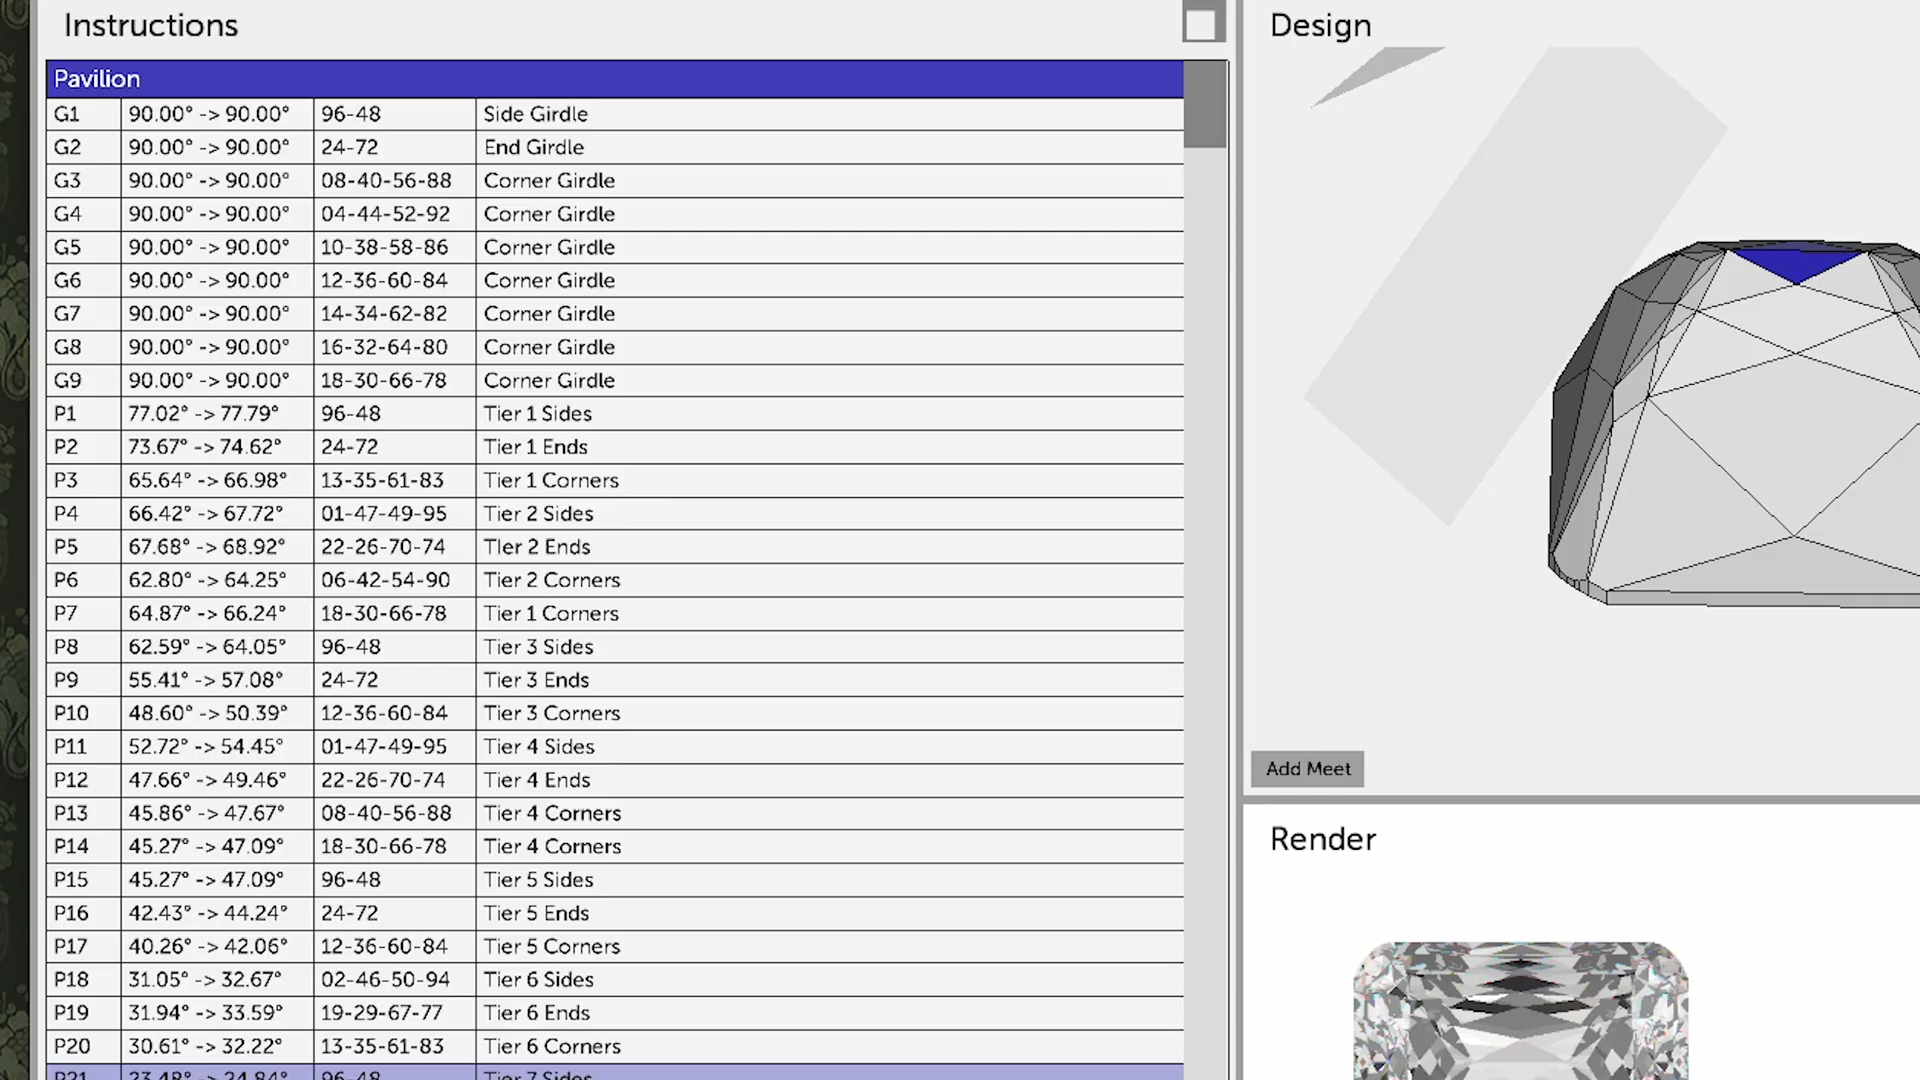 Instructions
Pavilion
G1 90.00° -> 90.00° 96-48 Side Girdle
G2 90.00° -> 90.00° 24-72 End Girdle
G3 90.00° -> 90.00° 08-40-56-88 Corner Girdle
G4 90.00° -> 90.00° 04-44-52-92 Corner Girdle
G5 90.00° -> 90.00° 10-38-58-86 Corner Girdle
G6 90.00° -> 90.00° 12-36-60-84 Corner Girdle
G7 90.00° -> 90.00° 14-34-62-82 Corner Girdle
G8 90.00° -> 90.00° 16-32-64-80 Corner Girdle
G9 90.00° -> 90.00° 18-30-66-78 Corner Girdle
P1 77.02° -> 77.79° 96-48 Tier 1 Sides
P2 73.67° -> 74.62° 24-72 Tier 1 Ends
P3 65.64° -> 66.98° 13-35-61-83 Tier 1 Corners
P4 66.42° -> 67.72° 01-47-49-95 Tier 2 Sides
P5 67.68° -> 68.92° 22-26-70-74 TIer 2 Ends
P6 62.80° -> 64.25° 06-42-54-90 Tier 2 Corners
P7 64.87° -> 66.24° 18-30-66-78 Tier 1 Corners
P8 62.59° -> 64.05° 96-48 Tier 3 Sides
P9 55.41° -> 57.08° 24-72 Tier 3 Ends
P10 48.60° -> 50.39° 12-36-60-84 Tier 3 Corners
P11 52.72° -> 54.45° 01-47-49-95 Tier 4 Sides
P12 47.66° -> 49.46° 22-26-70-74 Tier 4 Ends
P13 45.86° -> 47.67° 08-40-56-88 Tier 4 Corners
P14 45.27° -> 47.09° 18-30-66-78 Tier 4 Corners
P15 45.27° -> 47.09° 96-48 Tier 5 Sides
P16 42.43° -> 44.24° 24-72 Tier 5 Ends
P17 40.26° -> 42.06° 12-36-60-84 Tier 5 Corners
P18 31.05° -> 32.67° 02-46-50-94 Tier 6 Sides
P19 31.94° -> 33.59° 19-29-67-77 Tier 6 Ends
P20 30.61° -> 32.22° 13-35-61-83 Tier 6 Corners
P21 23.48° -> 24.84° 96-48 Tier 7 Sides
Design
Add Meet
Render